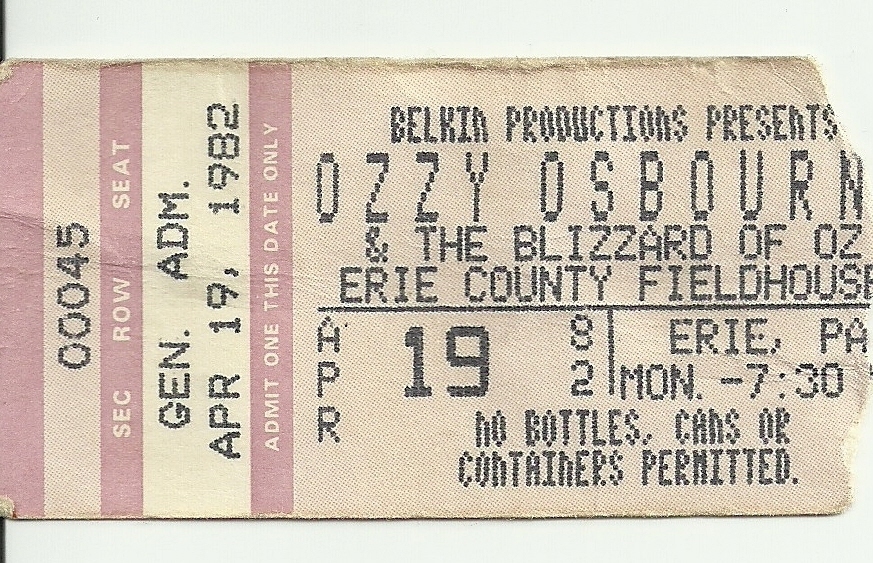 00045
SEC ROW SEAT
GEN. ADM.
APR 19, 1982
ADMIT ONE THIS DATE ONLY
BELKIN PRODUCTIONS PRESENTS
OZZY OSBOURN
& THE BLIZZARD OF OZ
ERIE COUNTY FIELDHOUSE
APR 19 82
ERIE, PA
MON. -7:30
NO BOTTLES, CANS OR
CONTAINERS PERMITTED.